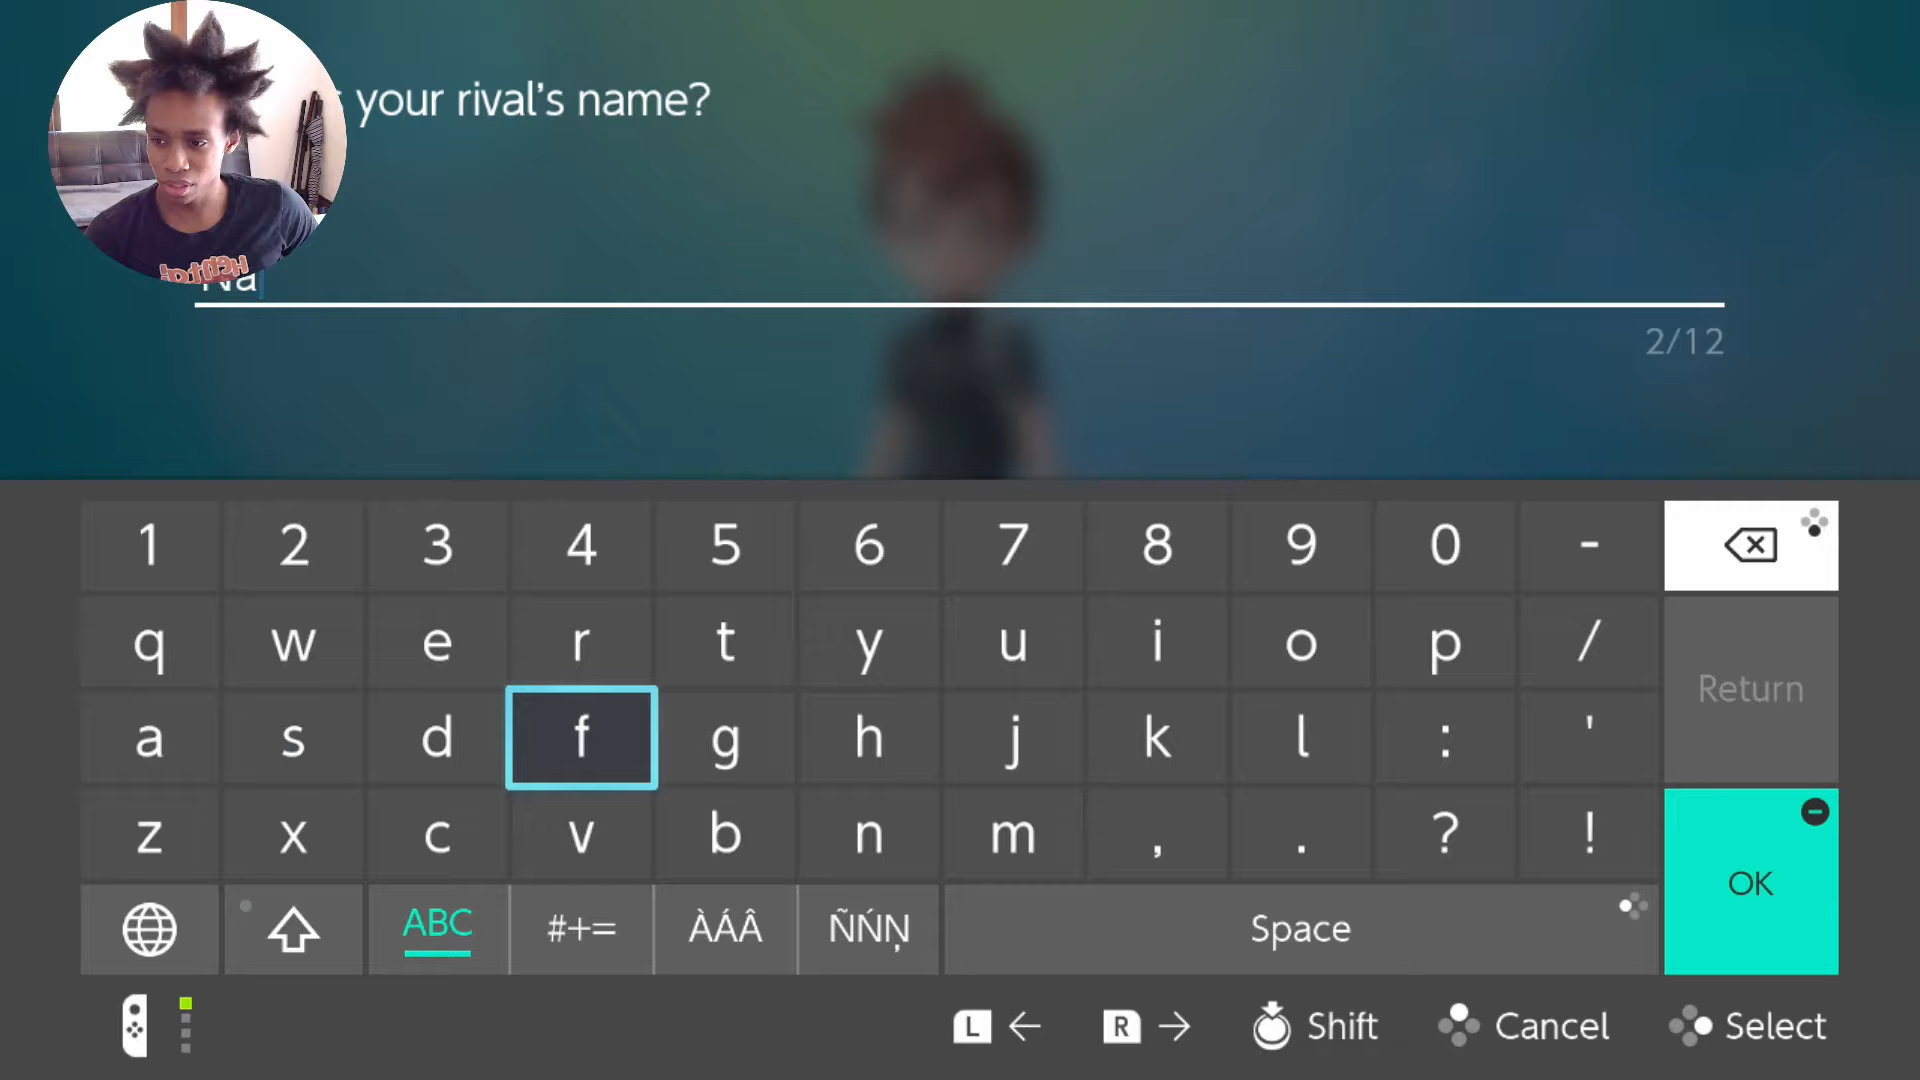 your rival's name?
Na
2/12
1 2 3 4 5 6 7 8 9 0 -
q w e r t y u i o p /
Return
a s d f g h j k l : '
z x c v b n m , . ? !
OK
ABC #+= ÀÁÂ ÑŃŅ Space
L ← R → Shift Cancel Select